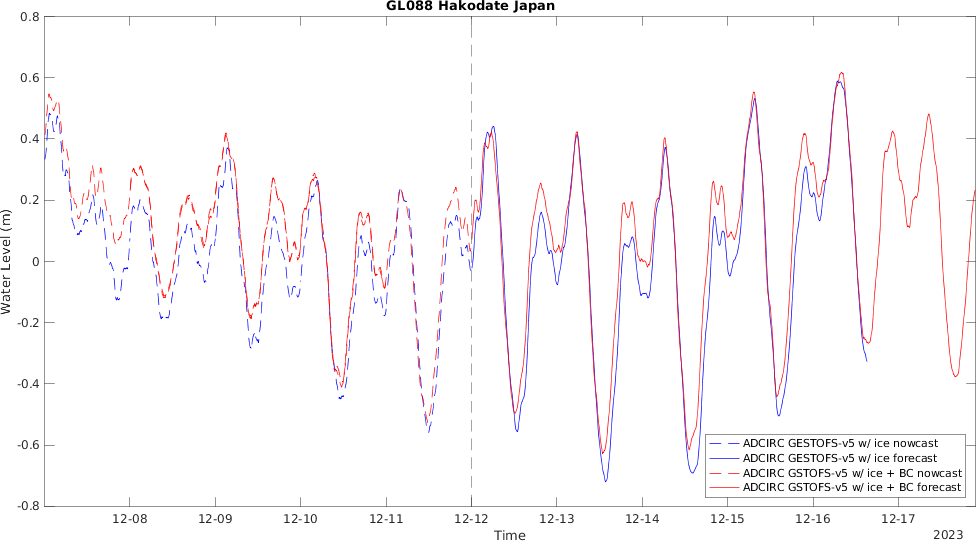 GL088 Hakodate Japan
0.8
0.6
0.4
0.2
0
-0.2
-0.4
-0.6
-0.8
Water Level (m)
ADCIRC GESTOFS-v5 w/ ice nowcast
ADCIRC GESTOFS-v5 w/ ice forecast
ADCIRC GSTOFS-v5 w/ ice + BC nowcast
ADCIRC GSTOFS-v5 w/ ice + BC forecast
12-08 12-09 12-10 12-11 12-12 12-13 12-14 12-15 12-16 12-17
Time
2023